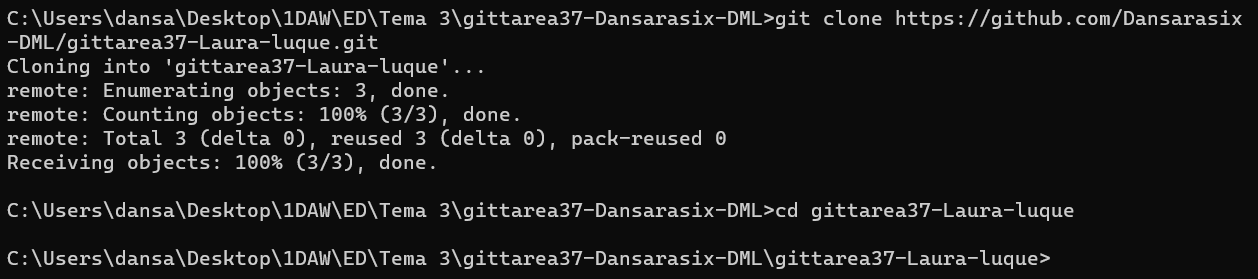 C:\Users\dansa\Desktop\1DAW\ED\Tema 3\gittarea37-Dansarasix-DML>git clone https://github.com/Dansarasix
-DML/gittarea37-Laura-luque.git
Cloning into 'gittarea37-Laura-luque'...
remote: Enumerating objects: 3, done.
remote: Counting objects: 100% (3/3), done.
remote: Total 3 (delta 0), reused 3 (delta 0), pack-reused 0
Receiving objects: 100% (3/3), done.
C:\Users\dansa\Desktop\1DAW\ED\Tema 3\gittarea37-Dansarasix-DML>cd gittarea37-Laura-luque
C:\Users\dansa\Desktop\1DAW\ED\Tema 3\gittarea37-Dansarasix-DML\gittarea37-Laura-luque>